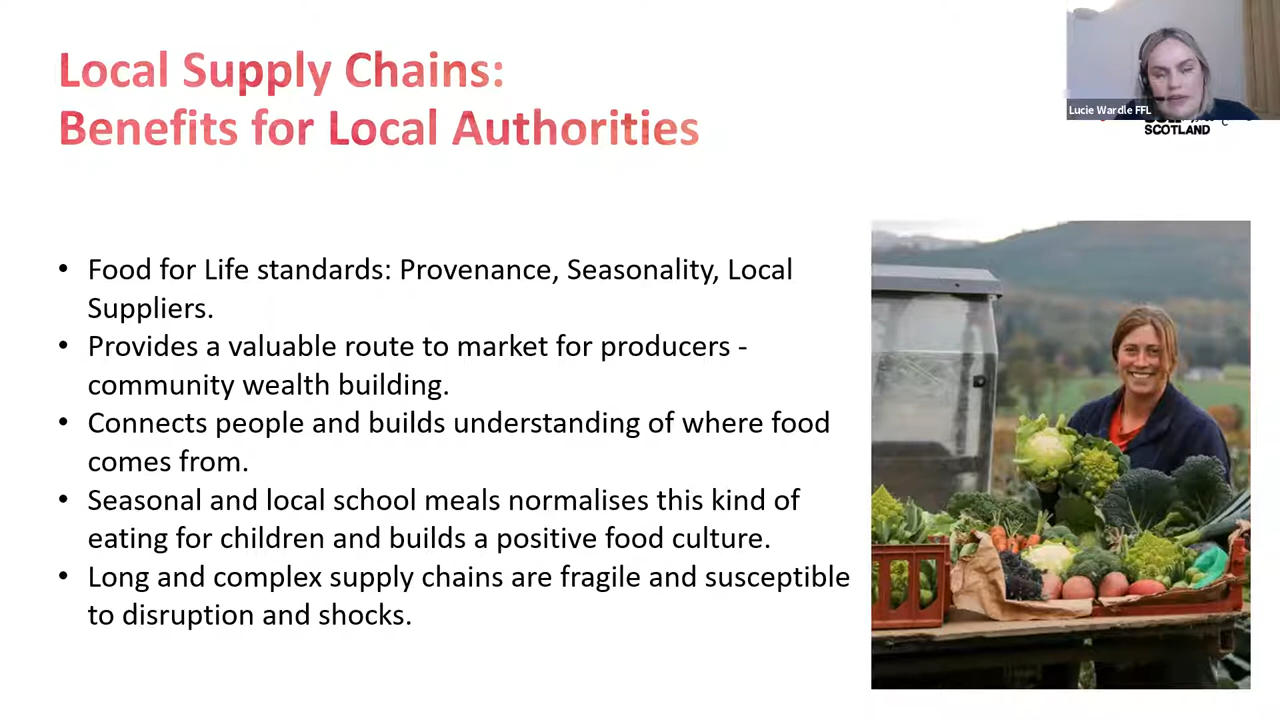 Local Supply Chains:
Benefits for Local Authorities
Lucie Wardle FFL
SCOTLAND
• Food for Life standards: Provenance, Seasonality, Local
Suppliers.
• Provides a valuable route to market for producers -
community wealth building.
• Connects people and builds understanding of where food
comes from.
• Seasonal and local school meals normalises this kind of
eating for children and builds a positive food culture.
• Long and complex supply chains are fragile and susceptible
to disruption and shocks.